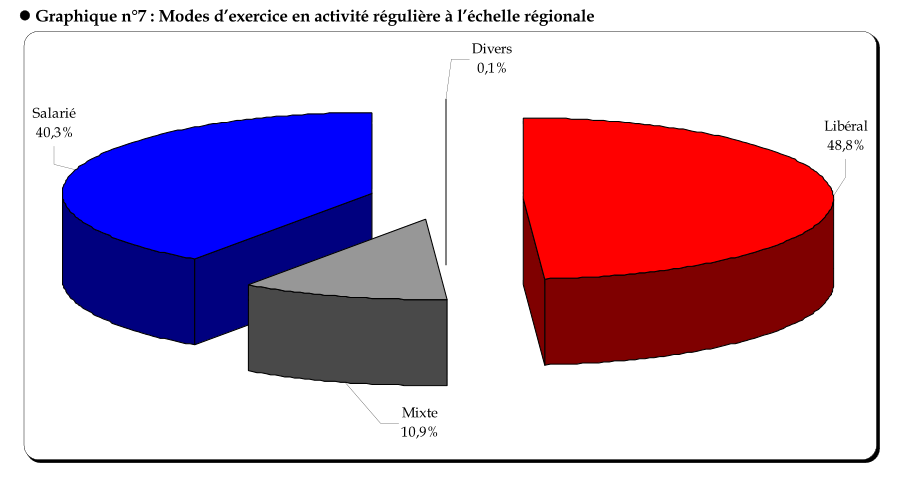 ● Graphique n°7 : Modes d’exercice en activité régulière à l’échelle régionale
Divers
0,1%
Salarié
40,3%
Libéral
48,8%
Mixte
10,9%